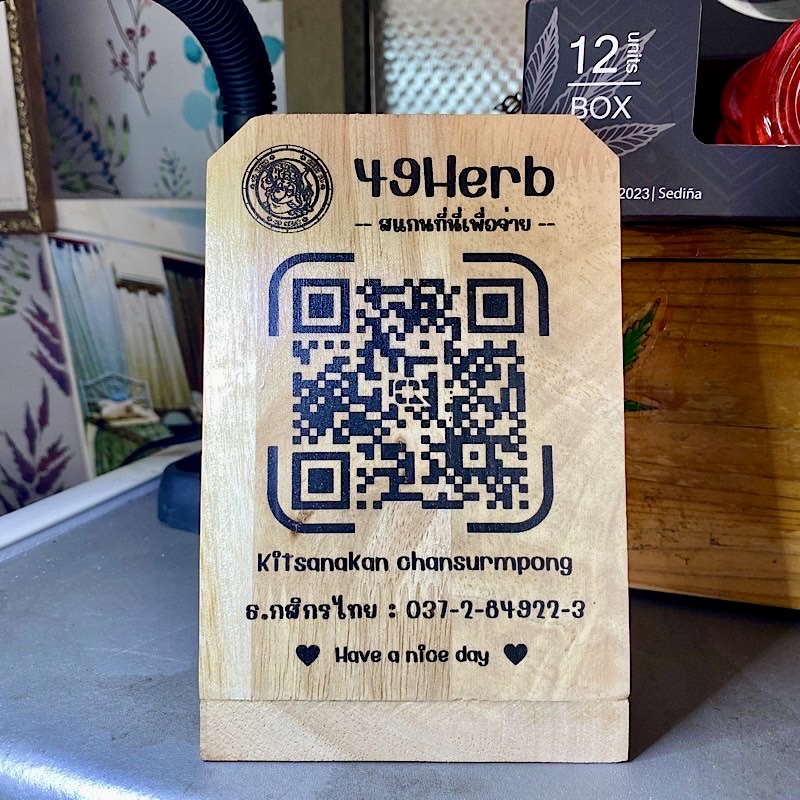 12 units
BOX
2023 | Sediña
49Herb
-- สแกนที่นี่เพื่อจ่าย --
Kitsanakan chansurmpong
ธ.กสิกรไทย : 037-2-84922-3
Have a nice day